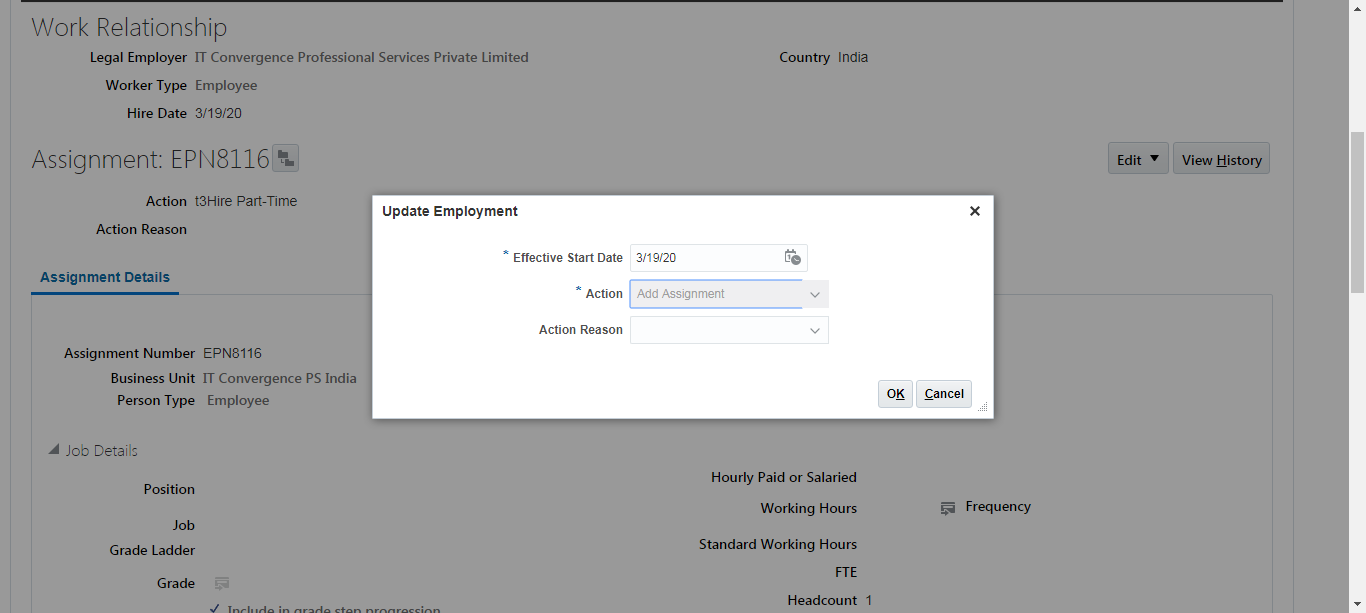 Work Relationship
Legal Employer IT Convergence Professional Services Private Limited
Country India
Worker Type Employee
Hire Date 3/19/20
Assignment: EPN8116
Edit
View History
Action t3Hire Part-Time
Action Reason
Update Employment
* Effective Start Date 3/19/20
* Action Add Assignment
Action Reason
OK Cancel
Assignment Details
Assignment Number EPN8116
Business Unit IT Convergence PS India
Person Type Employee
Job Details
Position
Job
Grade Ladder
Grade
Include in grade step progression
Hourly Paid or Salaried
Working Hours
Frequency
Standard Working Hours
FTE
Headcount 1